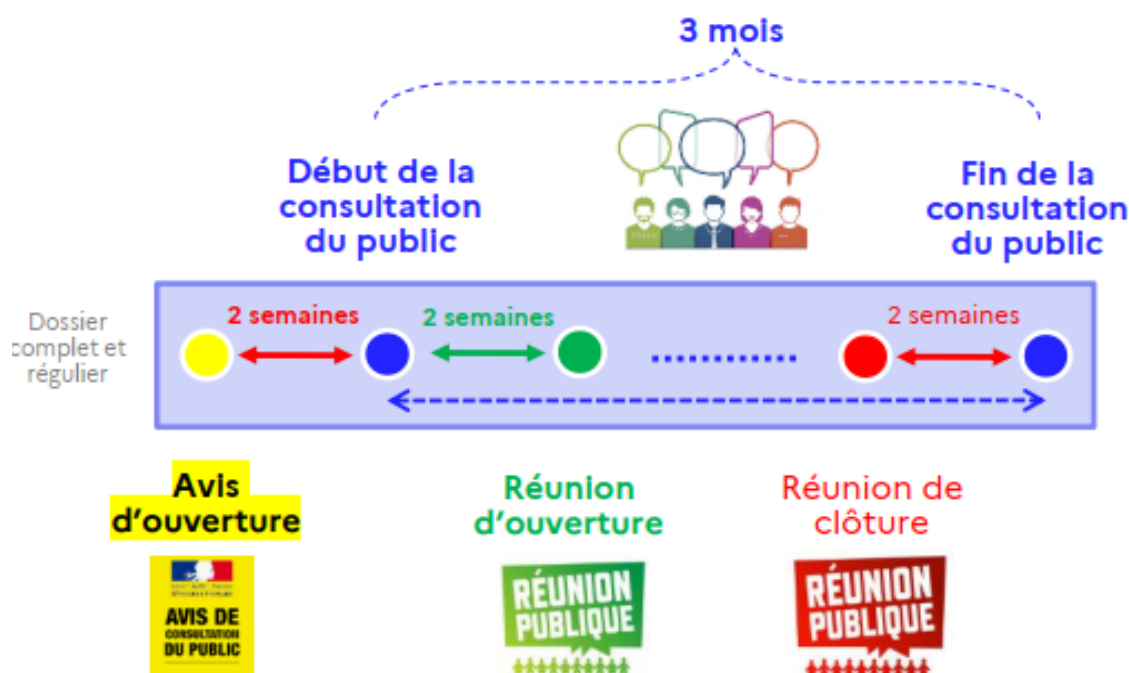 3 mois
Début de la
consultation
du public
Fin de la
consultation
du public
Dossier
complet et
régulier
2 semaines
2 semaines
2 semaines
Avis
d'ouverture
Réunion
d'ouverture
Réunion de
clôture
AVIS DE
CONSULTATION
DU PUBLIC
RÉUNION
PUBLIQUE
RÉUNION
PUBLIQUE